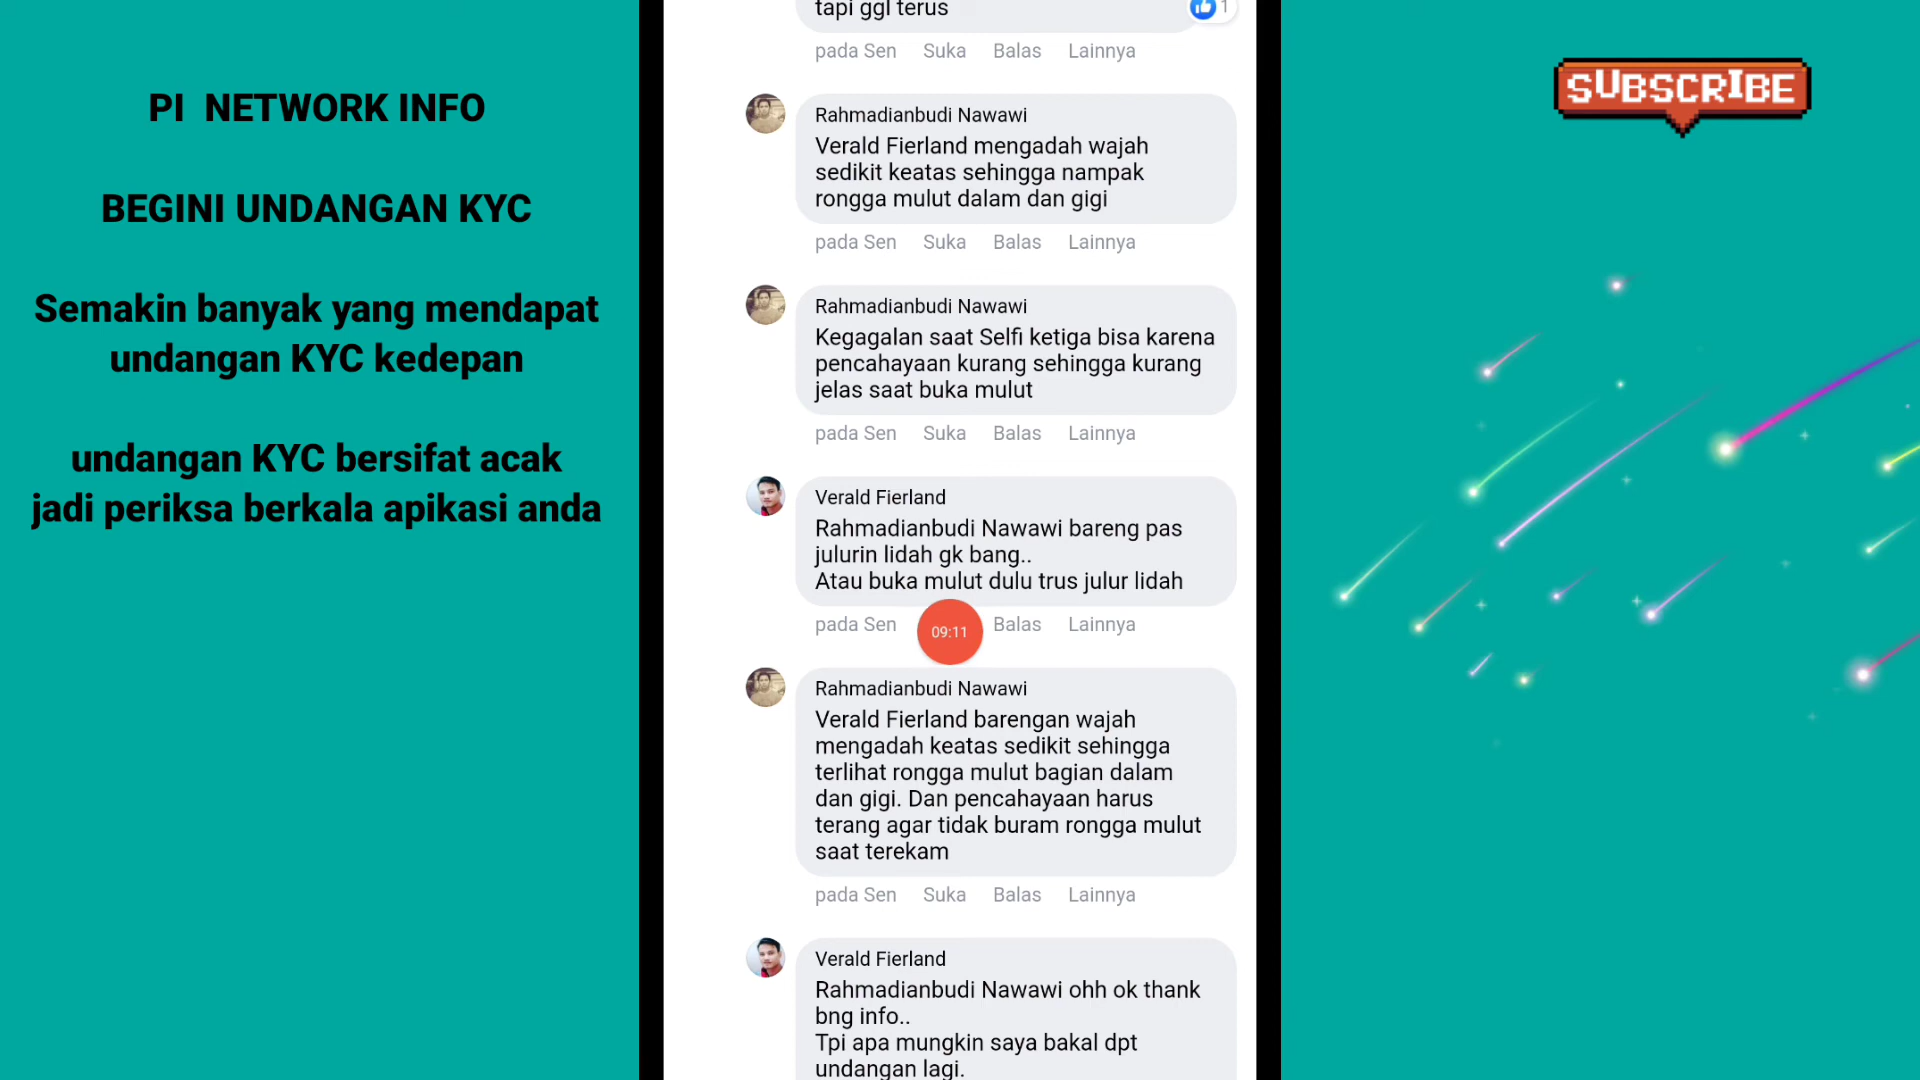 PI NETWORK INFO
BEGINI UNDANGAN KYC
Semakin banyak yang mendapat
undangan KYC kedepan
undangan KYC bersifat acak
jadi periksa berkala apikasi anda
tapi ggl terus
1
pada Sen Suka Balas Lainnya
Rahmadianbudi Nawawi
Verald Fierland mengadah wajah
sedikit keatas sehingga nampak
rongga mulut dalam dan gigi
pada Sen Suka Balas Lainnya
Rahmadianbudi Nawawi
Kegagalan saat Selfi ketiga bisa karena
pencahayaan kurang sehingga kurang
jelas saat buka mulut
pada Sen Suka Balas Lainnya
Verald Fierland
Rahmadianbudi Nawawi bareng pas
julurin lidah gk bang..
Atau buka mulut dulu trus julur lidah
pada Sen 09:11 Balas Lainnya
Rahmadianbudi Nawawi
Verald Fierland barengan wajah
mengadah keatas sedikit sehingga
terlihat rongga mulut bagian dalam
dan gigi. Dan pencahayaan harus
terang agar tidak buram rongga mulut
saat terekam
pada Sen Suka Balas Lainnya
Verald Fierland
Rahmadianbudi Nawawi ohh ok thank
bng info..
Tpi apa mungkin saya bakal dpt
undangan lagi.
SUBSCRIBE